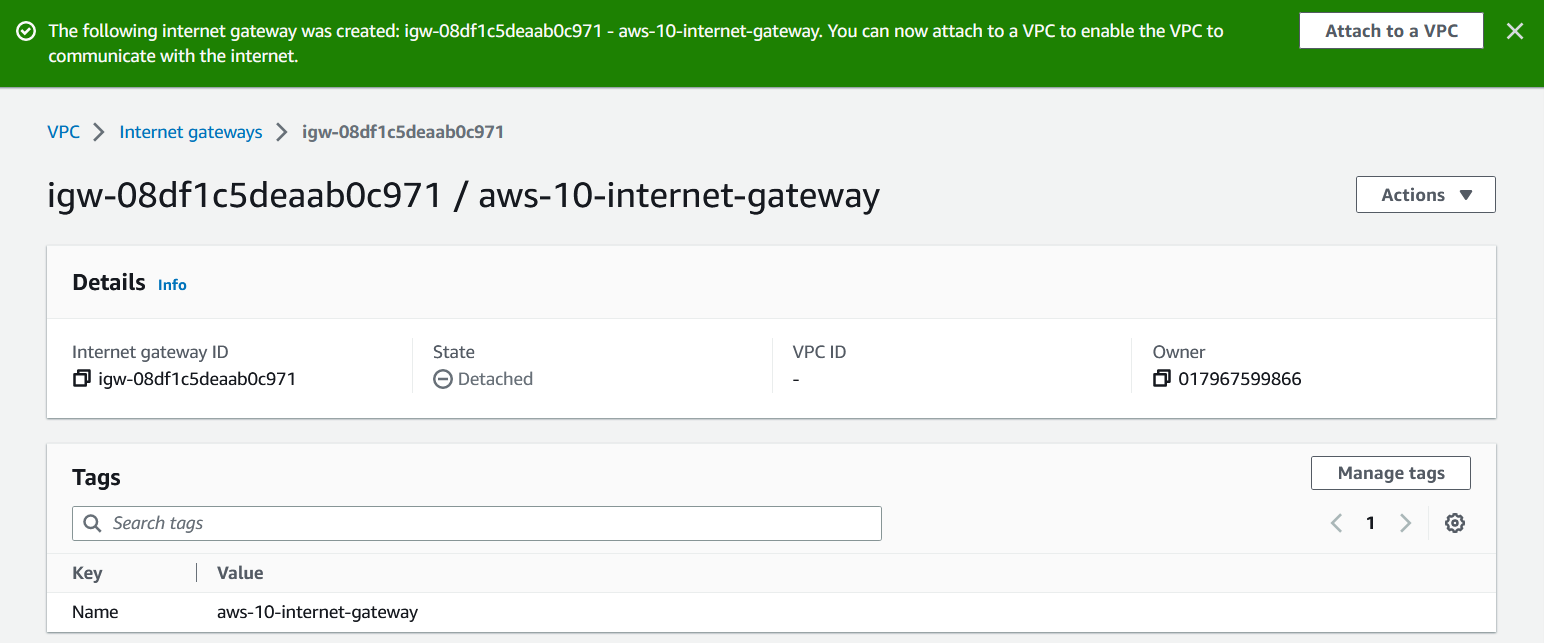 The following internet gateway was created: igw-08df1c5deaab0c971 - aws-10-internet-gateway. You can now attach to a VPC to enable the VPC to
communicate with the internet.
Attach to a VPC
VPC
Internet gateways
igw-08df1c5deaab0c971
igw-08df1c5deaab0c971 / aws-10-internet-gateway
Actions
Details Info
Internet gateway ID
igw-08df1c5deaab0c971
State
Detached
VPC ID
-
Owner
017967599866
Tags
Manage tags
Search tags
1
Key Value
Name aws-10-internet-gateway